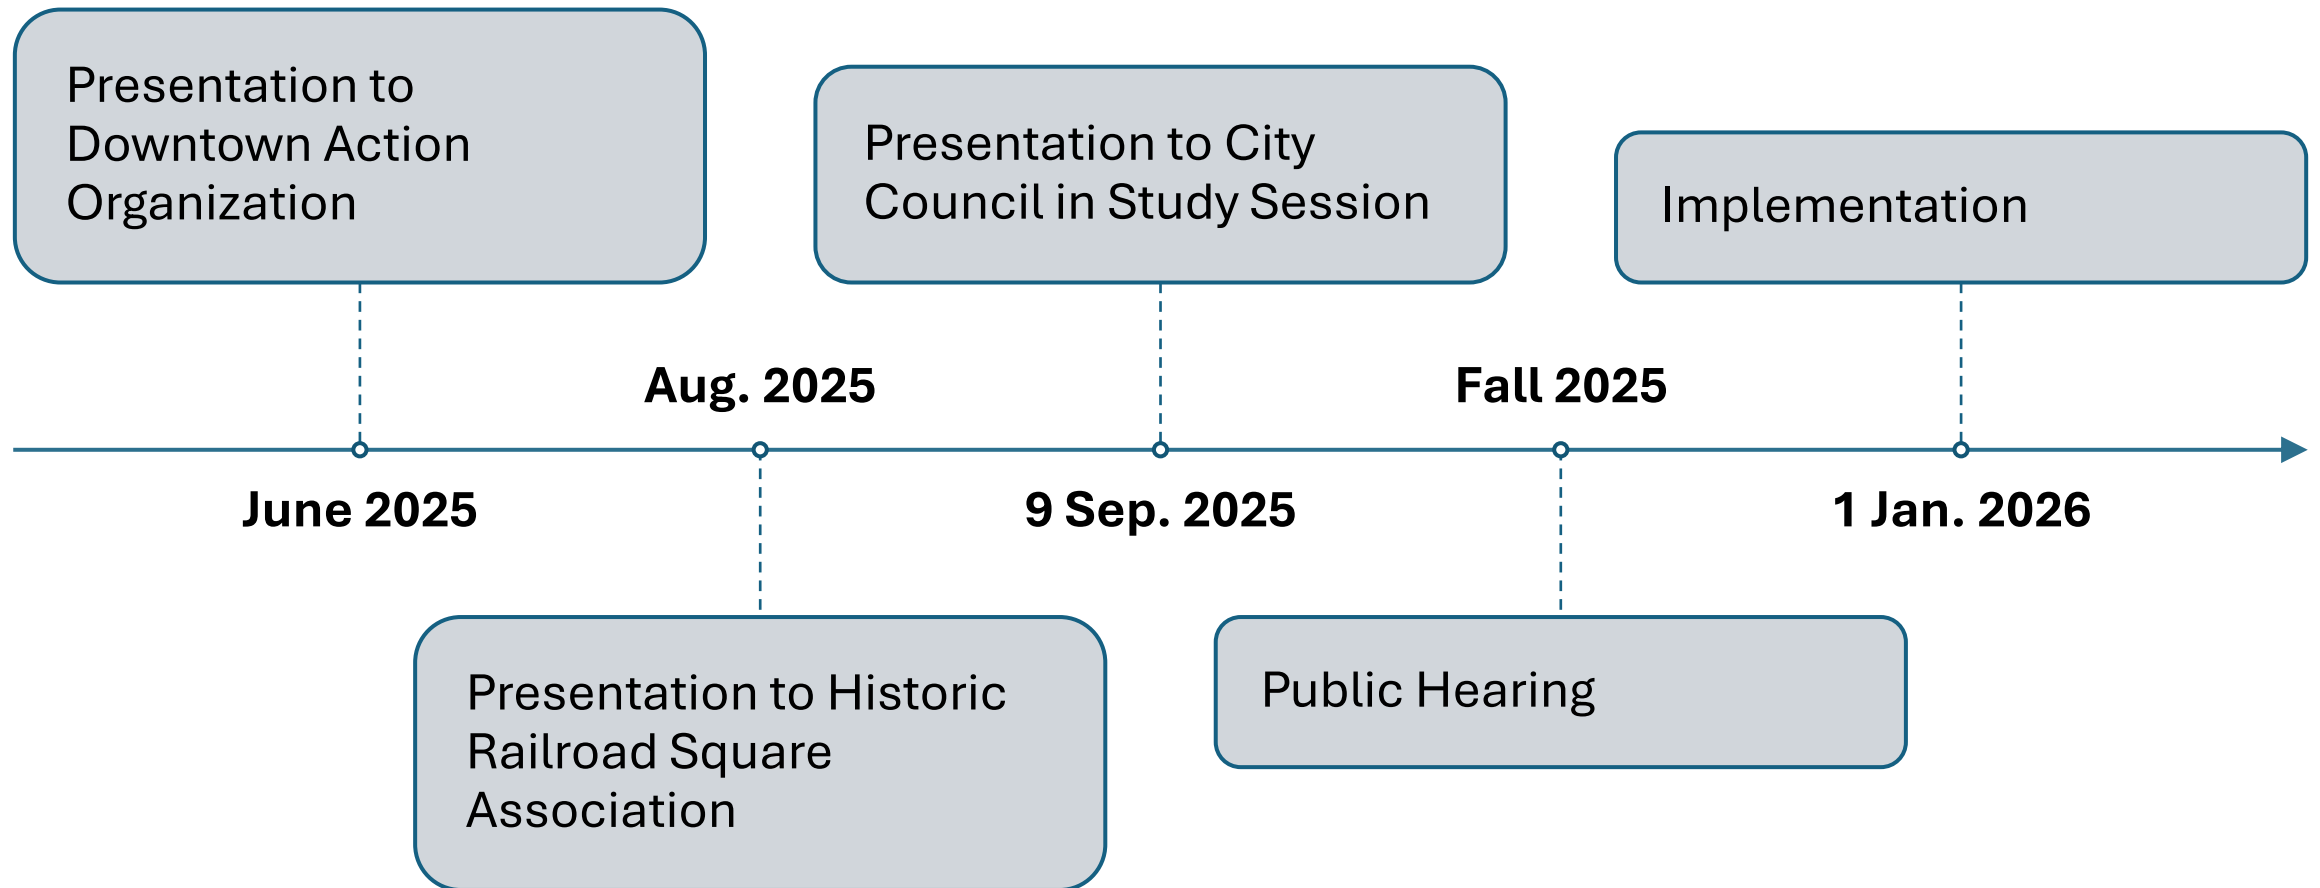 Presentation to
Downtown Action
Organization
Presentation to City
Council in Study Session
Implementation
Aug. 2025
Fall 2025
June 2025
9 Sep. 2025
1 Jan. 2026
Presentation to Historic
Railroad Square
Association
Public Hearing